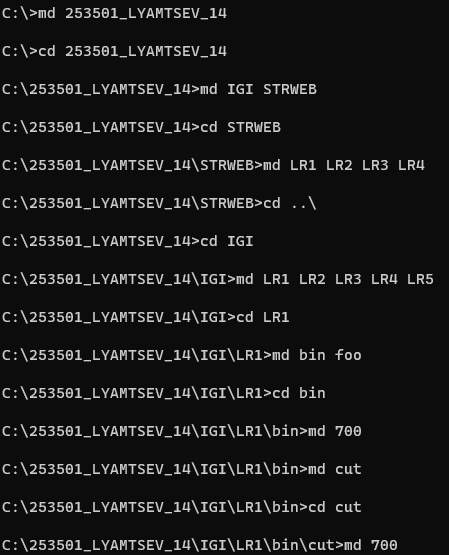 C:\>md 253501_LYAMTSEV_14
C:\>cd 253501_LYAMTSEV_14
C:\253501_LYAMTSEV_14>md IGI STRWEB
C:\253501_LYAMTSEV_14>cd STRWEB
C:\253501_LYAMTSEV_14\STRWEB>md LR1 LR2 LR3 LR4
C:\253501_LYAMTSEV_14\STRWEB>cd ..\
C:\253501_LYAMTSEV_14>cd IGI
C:\253501_LYAMTSEV_14\IGI>md LR1 LR2 LR3 LR4 LR5
C:\253501_LYAMTSEV_14\IGI>cd LR1
C:\253501_LYAMTSEV_14\IGI\LR1>md bin foo
C:\253501_LYAMTSEV_14\IGI\LR1>cd bin
C:\253501_LYAMTSEV_14\IGI\LR1\bin>md 700
C:\253501_LYAMTSEV_14\IGI\LR1\bin>md cut
C:\253501_LYAMTSEV_14\IGI\LR1\bin>cd cut
C:\253501_LYAMTSEV_14\IGI\LR1\bin\cut>md 700